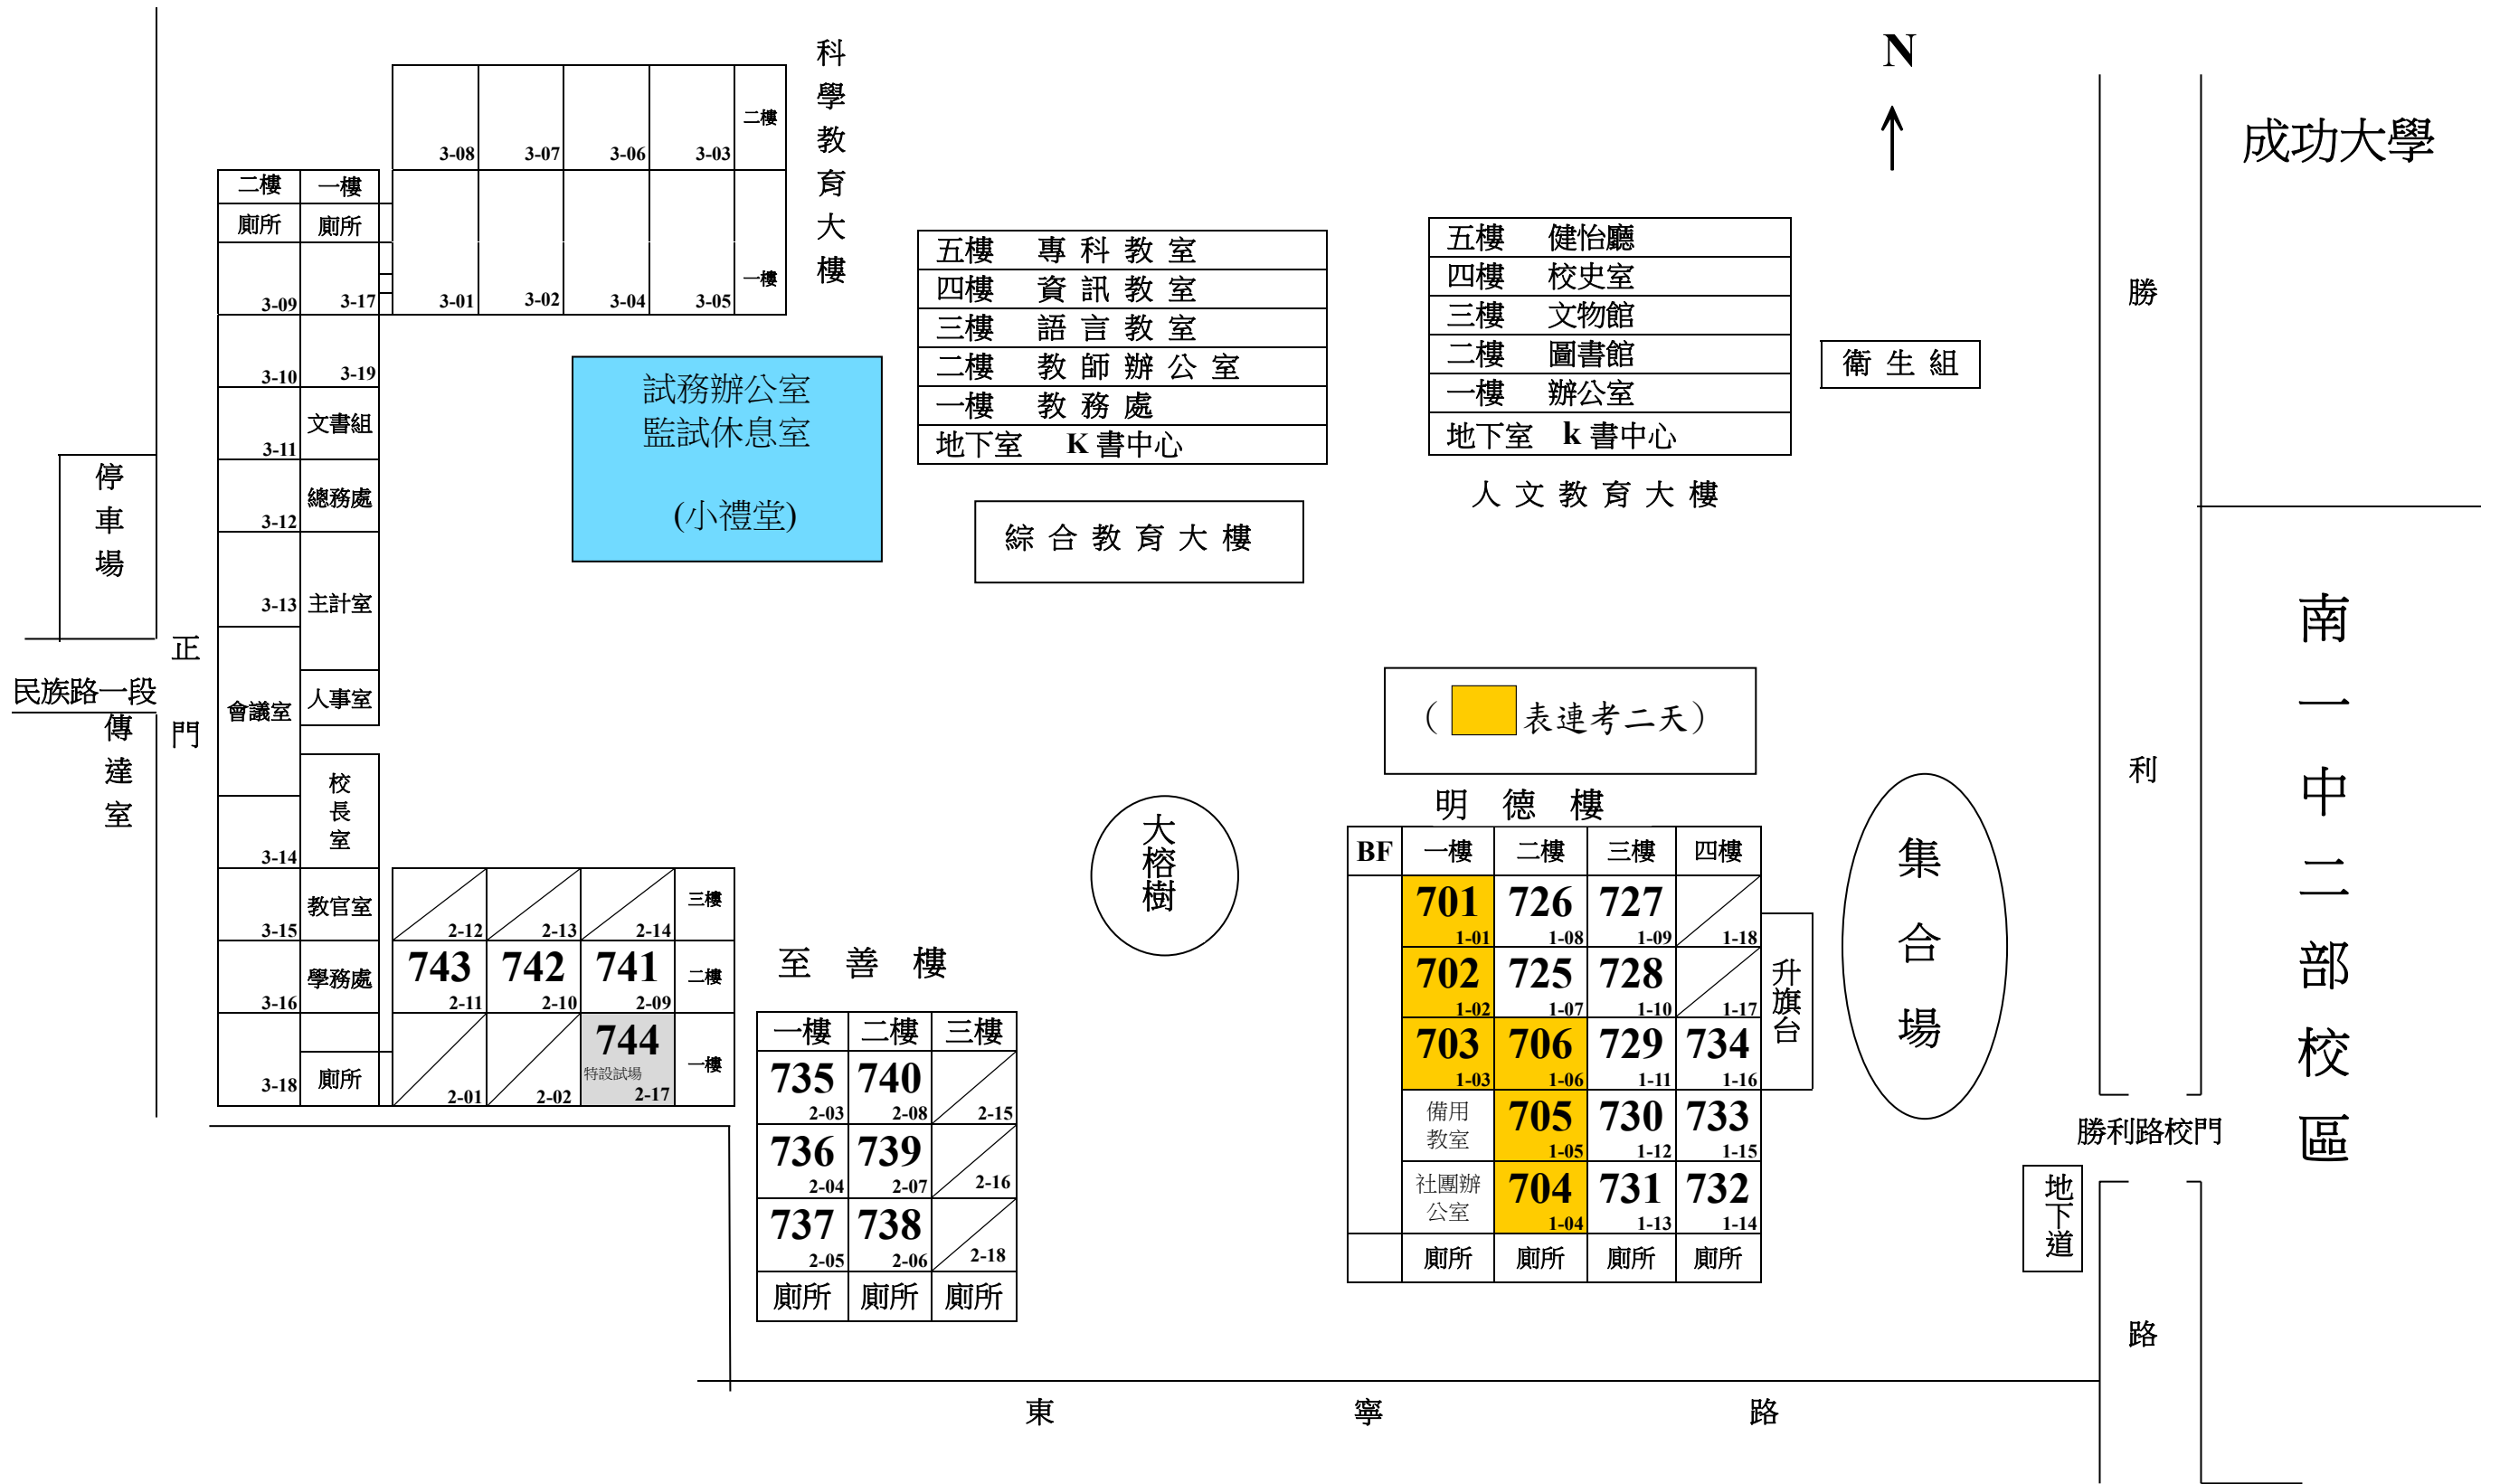 N
成功大學
科學教育大樓
3-08 3-07 3-06 3-03 二樓
3-01 3-02 3-04 3-05 一樓
二樓 一樓
廁所 廁所
3-09 3-17
3-10 3-19
3-11 文書組
3-12 總務處
3-13 主計室
會議室 人事室
3-14 校長室
3-15 教官室
3-16 學務處
3-18 廁所
停車場
正門
民族路一段
傳達室
試務辦公室
監試休息室
(小禮堂)
五樓 專科教室
四樓 資訊教室
三樓 語言教室
二樓 教師辦公室
一樓 教務處
地下室 K書中心
綜合教育大樓
五樓 健怡廳
四樓 校史室
三樓 文物館
二樓 圖書館
一樓 辦公室
地下室 k書中心
人文教育大樓
衛生組
(表連考二天)
大榕樹
明德樓
BF 一樓 二樓 三樓 四樓
701 726 727
1-01 1-08 1-09 1-18
702 725 728
1-02 1-07 1-10 1-17
703 706 729 734
1-03 1-06 1-11 1-16
備用教室 705 730 733
1-05 1-12 1-15
社團辦公室 704 731 732
1-04 1-13 1-14
廁所 廁所 廁所 廁所
升旗台
集合場
2-12 2-13 2-14 三樓
743 742 741 二樓
2-11 2-10 2-09
744 一樓
特設試場
2-01 2-02 2-17
至善樓
一樓 二樓 三樓
735 740
2-03 2-08 2-15
736 739
2-04 2-07 2-16
737 738
2-05 2-06 2-18
廁所 廁所 廁所
勝利路
南一中二部校區
勝利路校門
地下道
東寧路